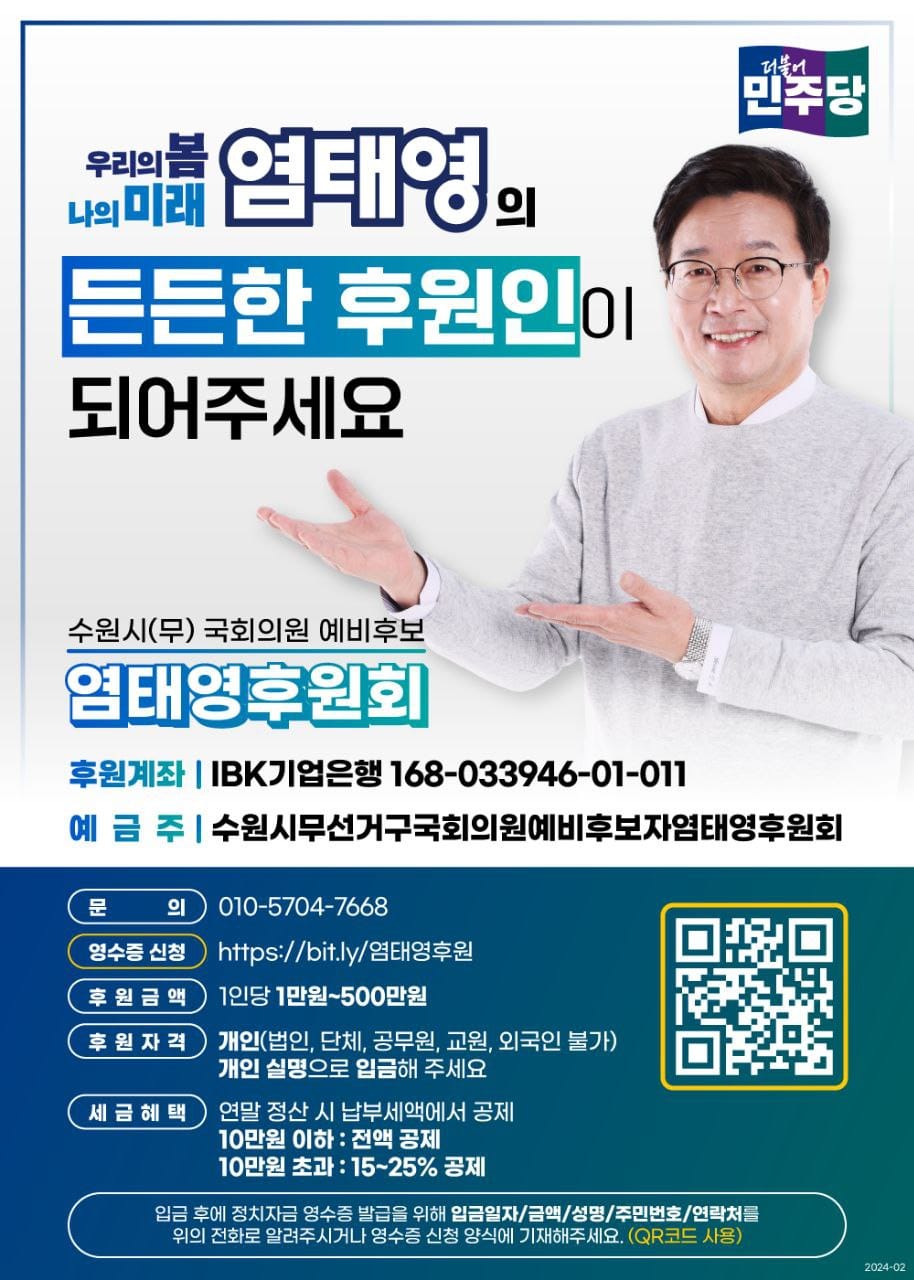 더불어
민주당
우리의 봄
나의 미래
염태영의
든든한 후원인이
되어주세요
수원시(무) 국회의원 예비후보
염태영후원회
후원계좌 | IBK기업은행 168-033946-01-011
예 금 주 | 수원시무선거구국회의원예비후보자염태영후원회
문 의 010-5704-7668
영수증 신청 https://bit.ly/염태영후원
후원금액 1인당 1만원~500만원
후원자격 개인(법인, 단체, 공무원, 교원, 외국인 불가)
개인 실명으로 입금해 주세요
세금혜택 연말 정산 시 납부세액에서 공제
10만원 이하 : 전액 공제
10만원 초과 : 15~25% 공제
입금 후에 정치자금 영수증 발급을 위해 입금일자/금액/성명/주민번호/연락처를
위의 전화로 알려주시거나 영수증 신청 양식에 기재해주세요. (QR코드 사용)
2024-02